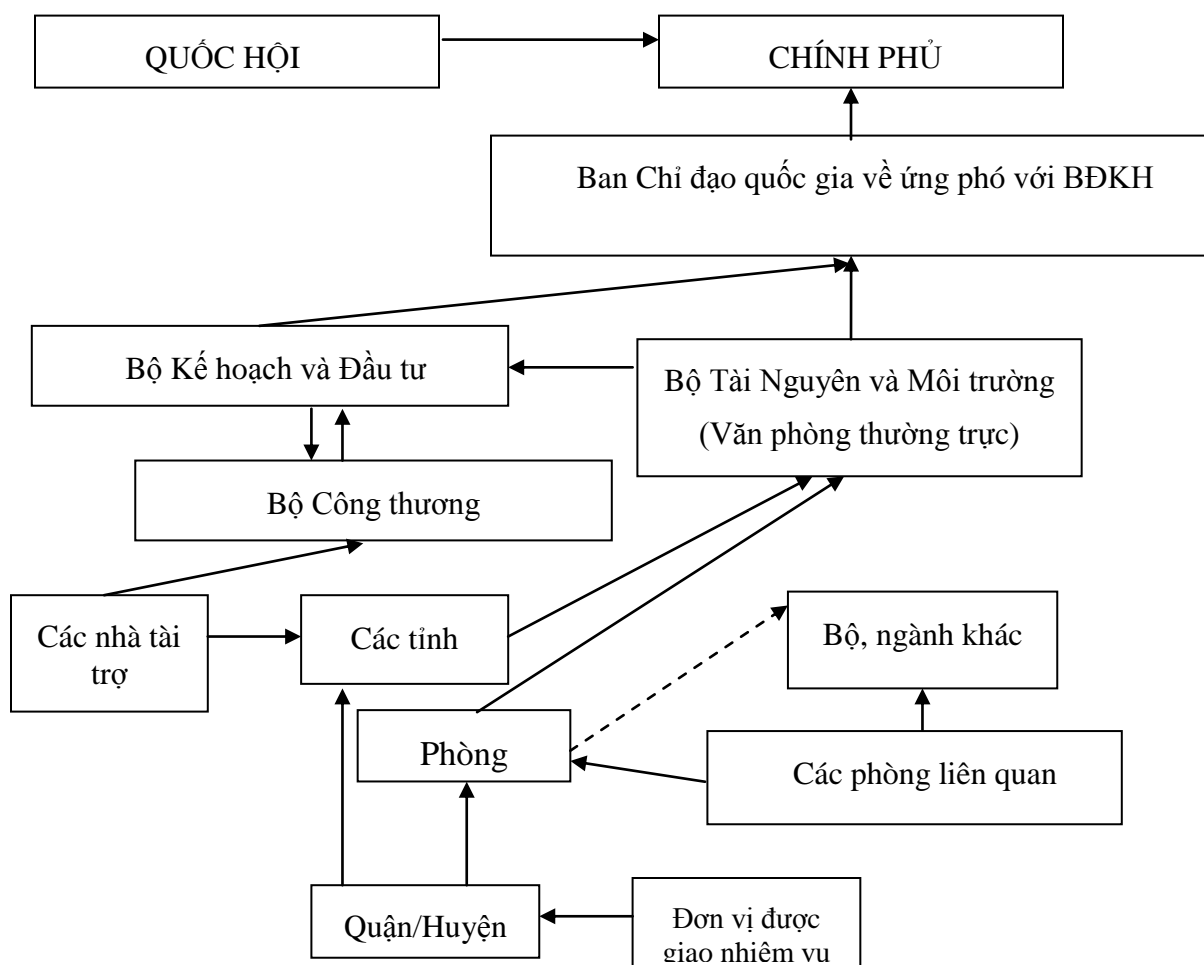 QUỐC HỘI
CHÍNH PHỦ
Ban Chỉ đạo quốc gia về ứng phó với BĐKH
Bộ Kế hoạch và Đầu tư
Bộ Tài Nguyên và Môi trường
(Văn phòng thường trực)
Bộ Công thương
Các nhà tài
trợ
Các tỉnh
Bộ, ngành khác
Phòng
Các phòng liên quan
Quận/Huyện
Đơn vị được
giao nhiệm vụ